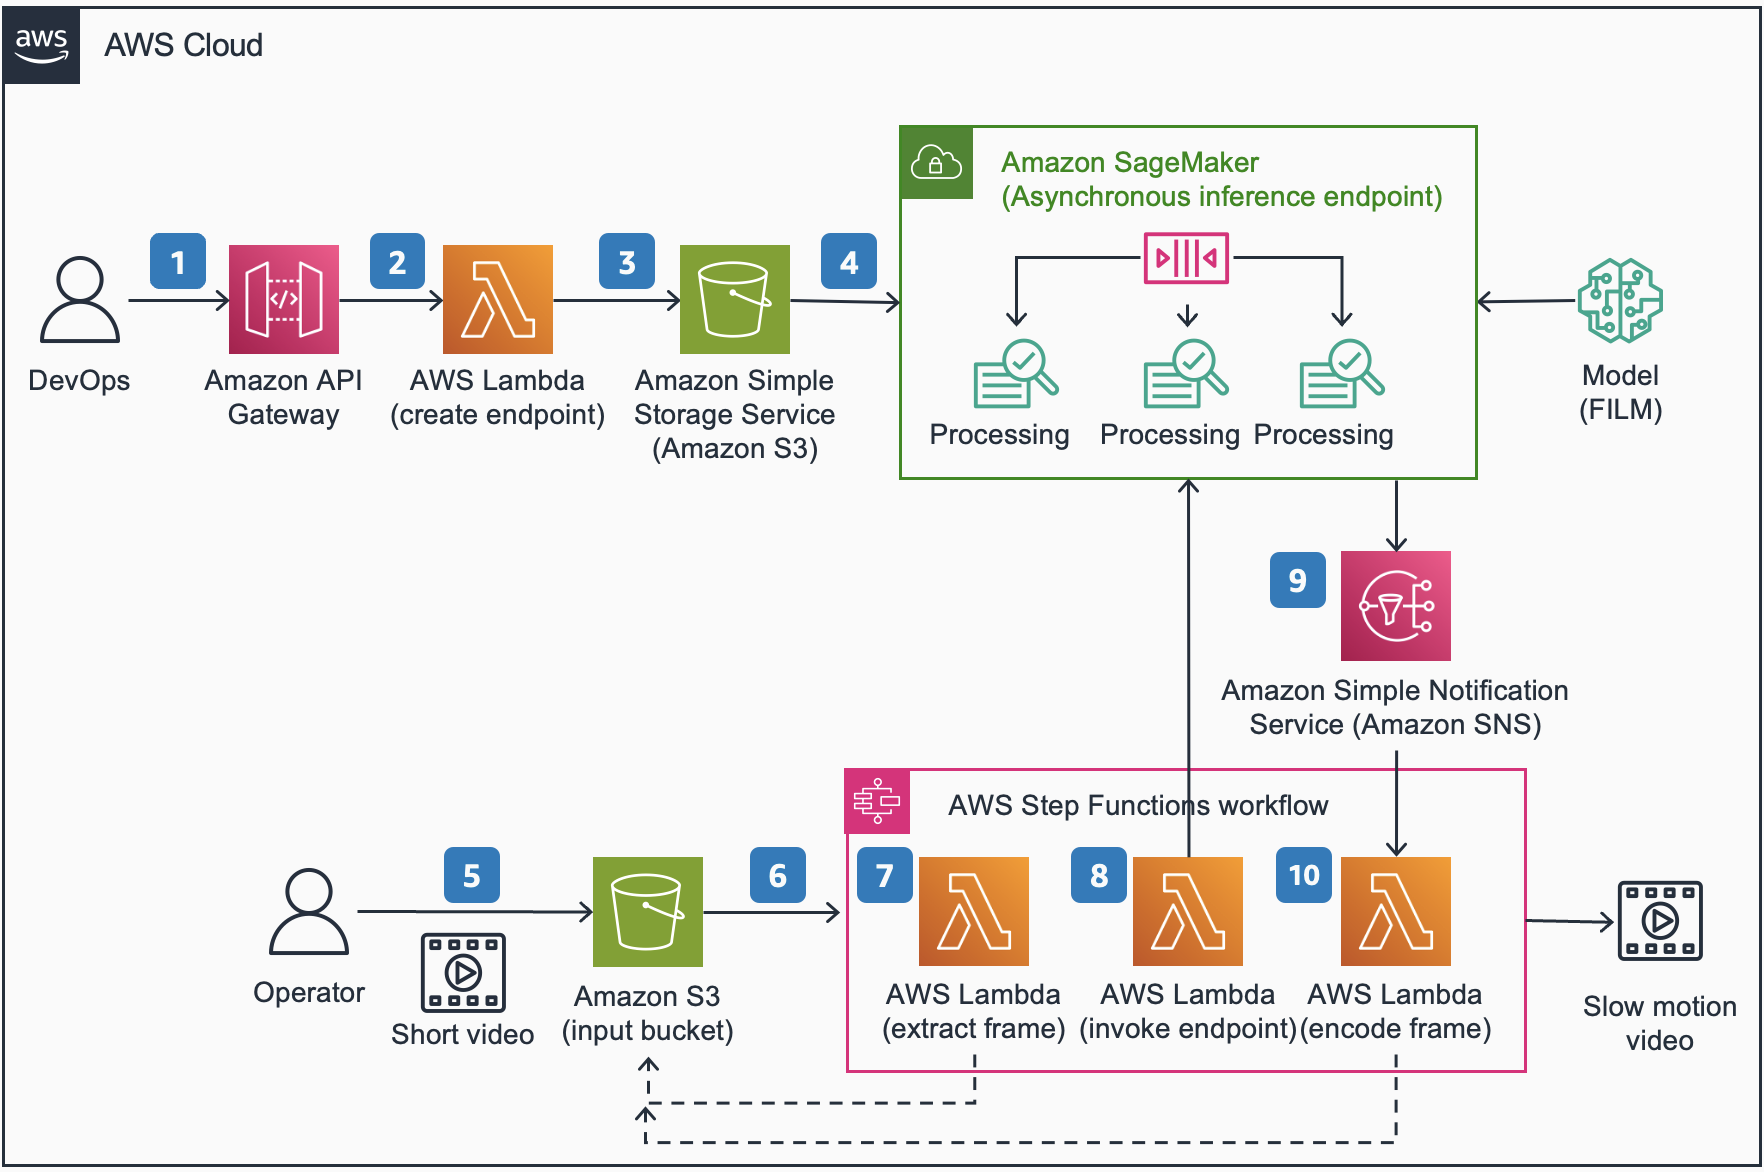 aws
AWS Cloud
Amazon SageMaker
(Asynchronous inference endpoint)
1
2
3
4
</>
DevOps
Amazon API
Gateway
AWS Lambda
(create endpoint)
Amazon Simple
Storage Service
(Amazon S3)
Processing
Processing
Processing
Model
(FILM)
9
Amazon Simple Notification
Service (Amazon SNS)
AWS Step Functions workflow
5
6
7
8
10
Operator
Short video
Amazon S3
(input bucket)
AWS Lambda
(extract frame)
AWS Lambda
(invoke endpoint)
AWS Lambda
(encode frame)
Slow motion
video